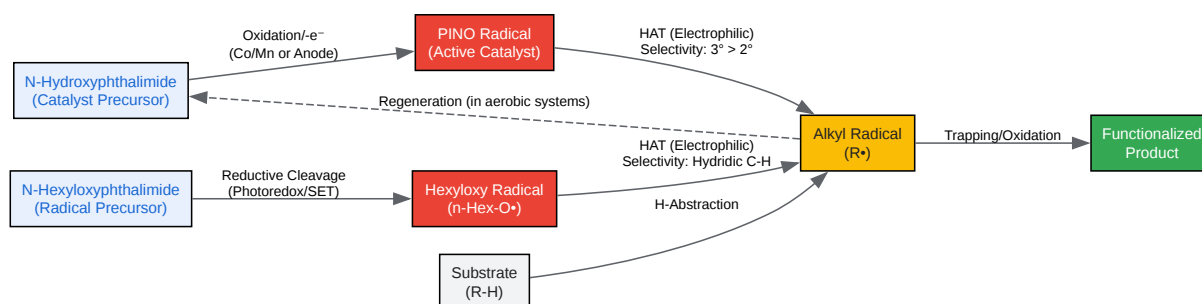 Oxidation/-e⁻
(Co/Mn or Anode)
PINO Radical
(Active Catalyst)
HAT (Electrophilic)
Selectivity: 3° > 2°
N-Hydroxyphthalimide
(Catalyst Precursor)
Regeneration (in aerobic systems)
Alkyl Radical
(R•)
Trapping/Oxidation
Functionalized
Product
HAT (Electrophilic)
Selectivity: Hydridic C-H
N-Hexyloxyphthalimide
(Radical Precursor)
Reductive Cleavage
(Photoredox/SET)
Hexyloxy Radical
(n-Hex-O•)
H-Abstraction
Substrate
(R-H)